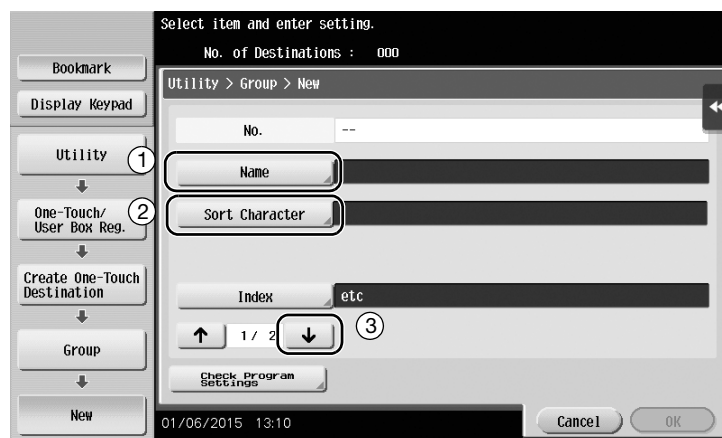 Select item and enter setting.
No. of Destinations : 000
Bookmark
Display Keypad
Utility > Group > New
No. --
Utility ①
Name
One-Touch/ ②
User Box Reg.
Sort Character
Create One-Touch
Destination
Index etc
↑ 1/ 2 ↓ ③
Group
Check Program
Settings
New
01/06/2015 13:10
Cancel OK